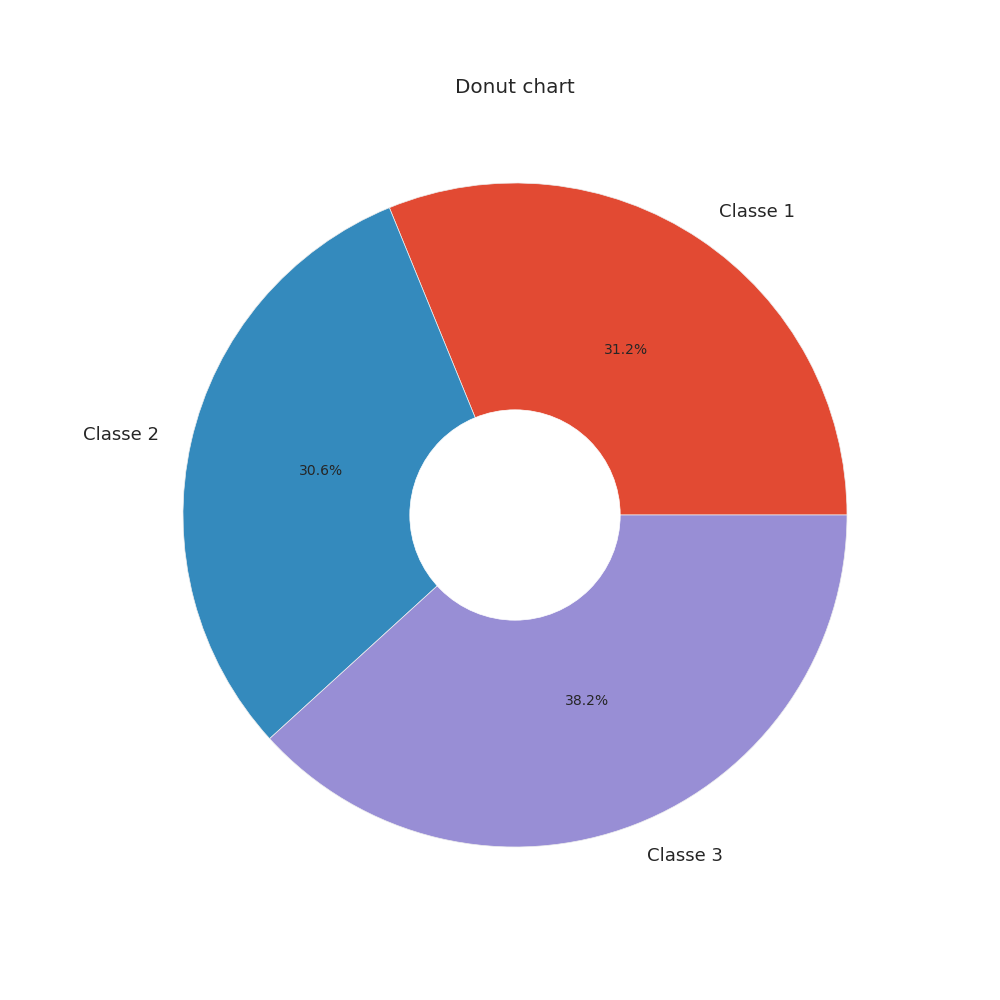 Donut chart
Classe 1
31.2%
Classe 2
30.6%
38.2%
Classe 3